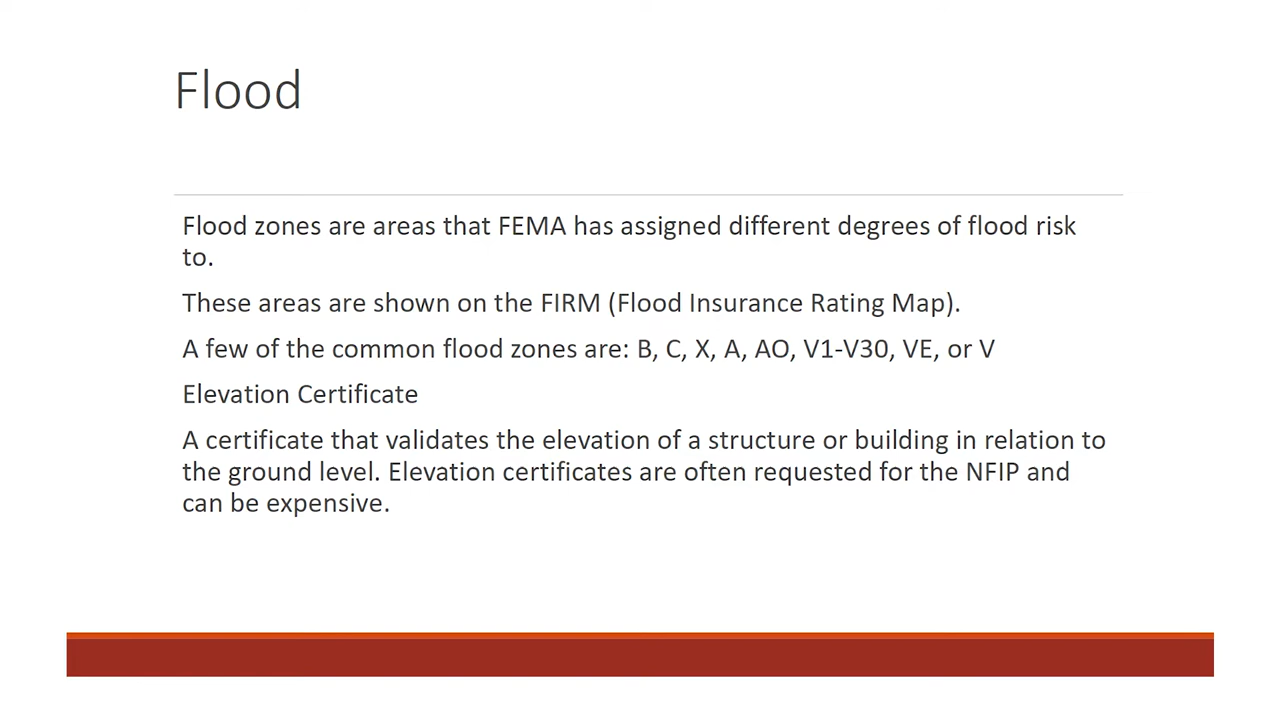 Flood
Flood zones are areas that FEMA has assigned different degrees of flood risk
to.
These areas are shown on the FIRM (Flood Insurance Rating Map).
A few of the common flood zones are: B, C, X, A, AO, V1-V30, VE, or V
Elevation Certificate
A certificate that validates the elevation of a structure or building in relation to
the ground level. Elevation certificates are often requested for the NFIP and
can be expensive.